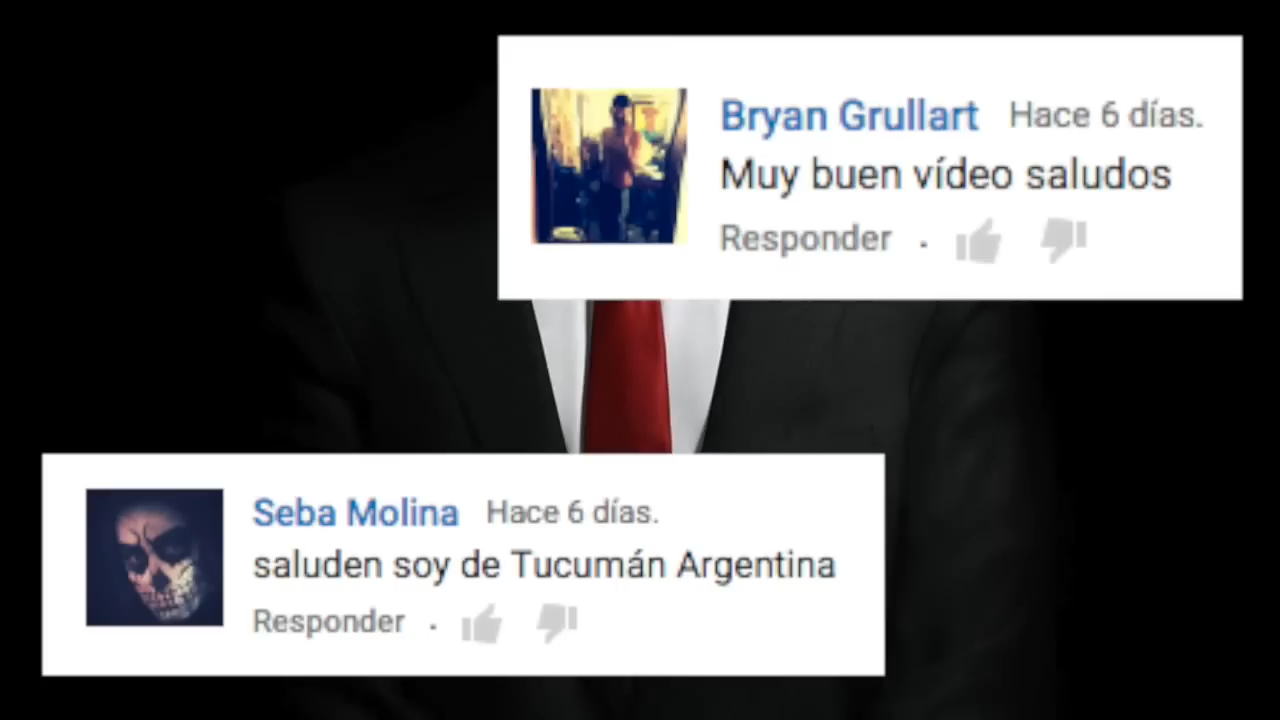 Bryan Grullart Hace 6 días.
Muy buen vídeo saludos
Responder .
Seba Molina Hace 6 días.
saluden soy de Tucumán Argentina
Responder .